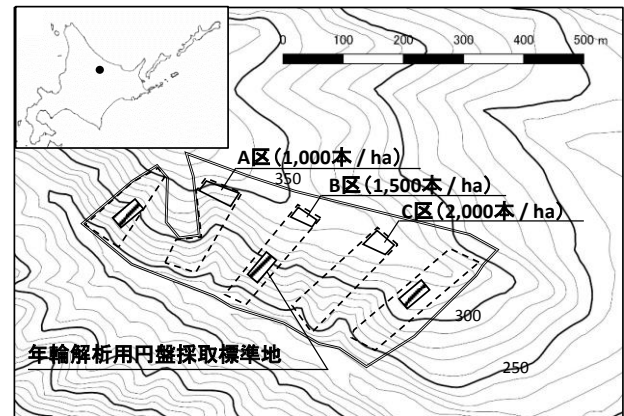 0 100 200 300 400 500 m
A区（1,000本 / ha）
350
B区（1,500本 / ha）
C区（2,000本 / ha）
300
年輪解析用円盤採取標準地
250